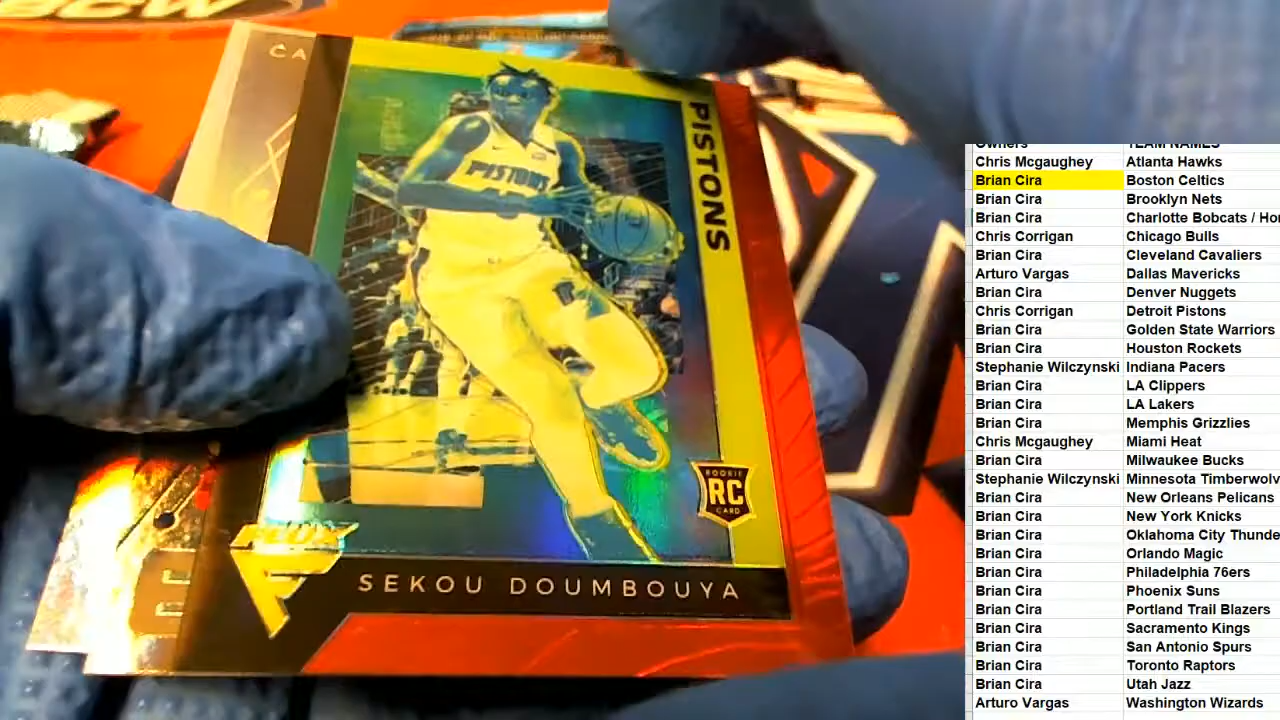 BCW
CA
PISTONS
PISTONS
ROOKIE
RC
CARD
FLUX
SEKOU DOUMBOUYA
Owners TEAM NAMES
Chris Mcgaughey Atlanta Hawks
Brian Cira Boston Celtics
Brian Cira Brooklyn Nets
Brian Cira Charlotte Bobcats / Ho
Chris Corrigan Chicago Bulls
Brian Cira Cleveland Cavaliers
Arturo Vargas Dallas Mavericks
Brian Cira Denver Nuggets
Chris Corrigan Detroit Pistons
Brian Cira Golden State Warriors
Brian Cira Houston Rockets
Stephanie Wilczynski Indiana Pacers
Brian Cira LA Clippers
Brian Cira LA Lakers
Brian Cira Memphis Grizzlies
Chris Mcgaughey Miami Heat
Brian Cira Milwaukee Bucks
Stephanie Wilczynski Minnesota Timberwolv
Brian Cira New Orleans Pelicans
Brian Cira New York Knicks
Brian Cira Oklahoma City Thunde
Brian Cira Orlando Magic
Brian Cira Philadelphia 76ers
Brian Cira Phoenix Suns
Brian Cira Portland Trail Blazers
Brian Cira Sacramento Kings
Brian Cira San Antonio Spurs
Brian Cira Toronto Raptors
Brian Cira Utah Jazz
Arturo Vargas Washington Wizards